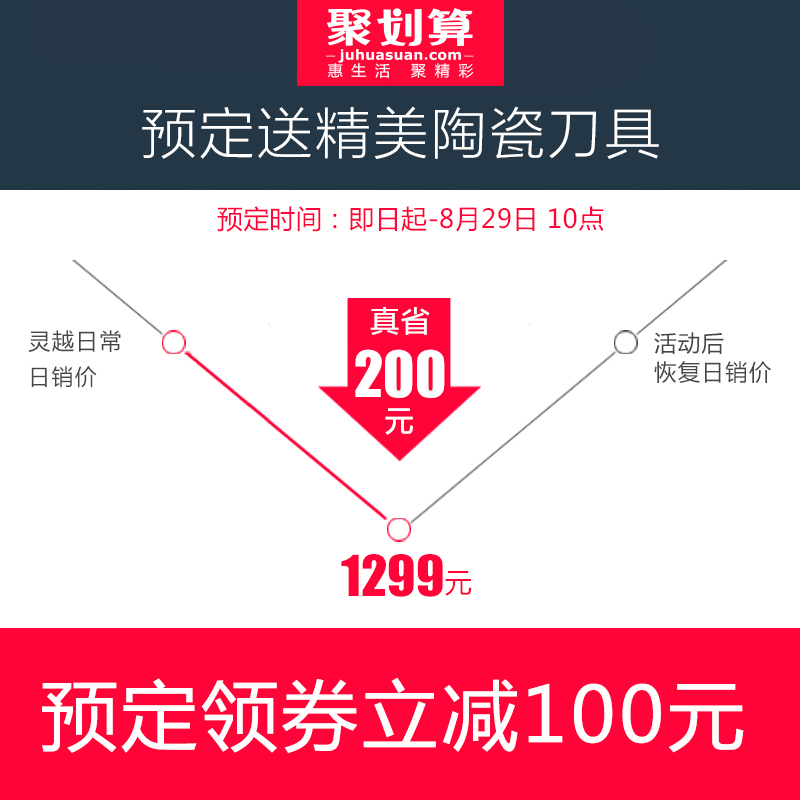 聚划算
juhuasuan.com
惠生活 聚精彩
预定送精美陶瓷刀具
预定时间：即日起-8月29日 10点
真省
200
元
灵越日常
日销价
活动后
恢复日销价
1299元
预定领券立减100元